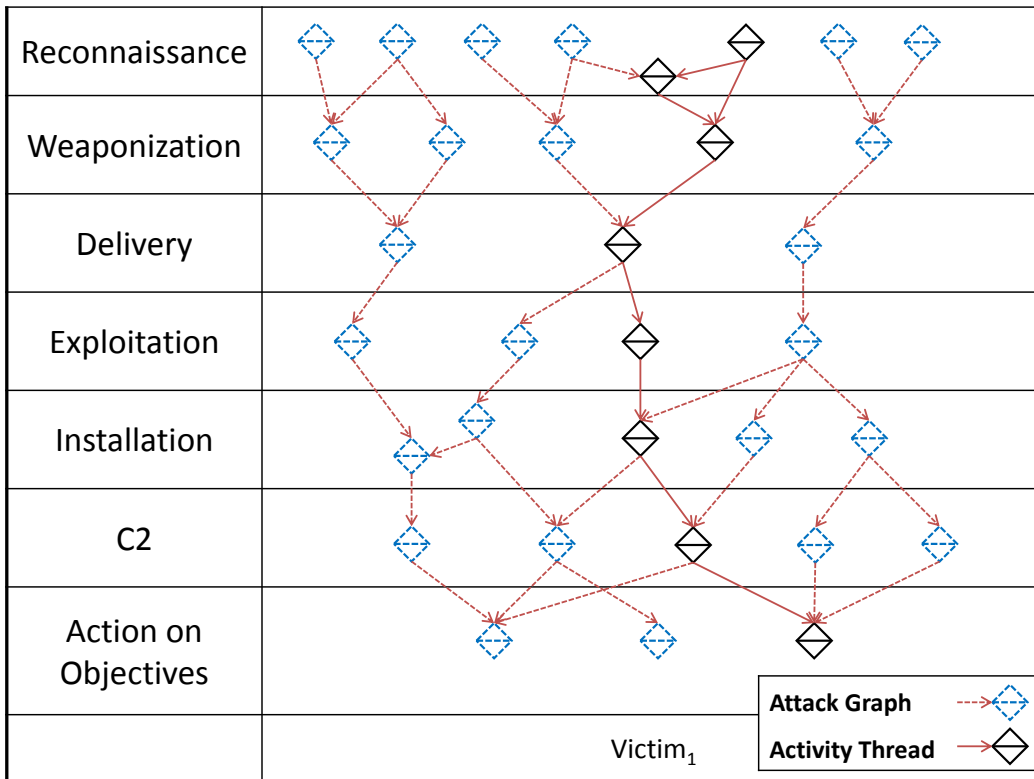 Reconnaissance
Weaponization
Delivery
Exploitation
Installation
C2
Action on
Objectives
Attack Graph
Activity Thread
Victim₁